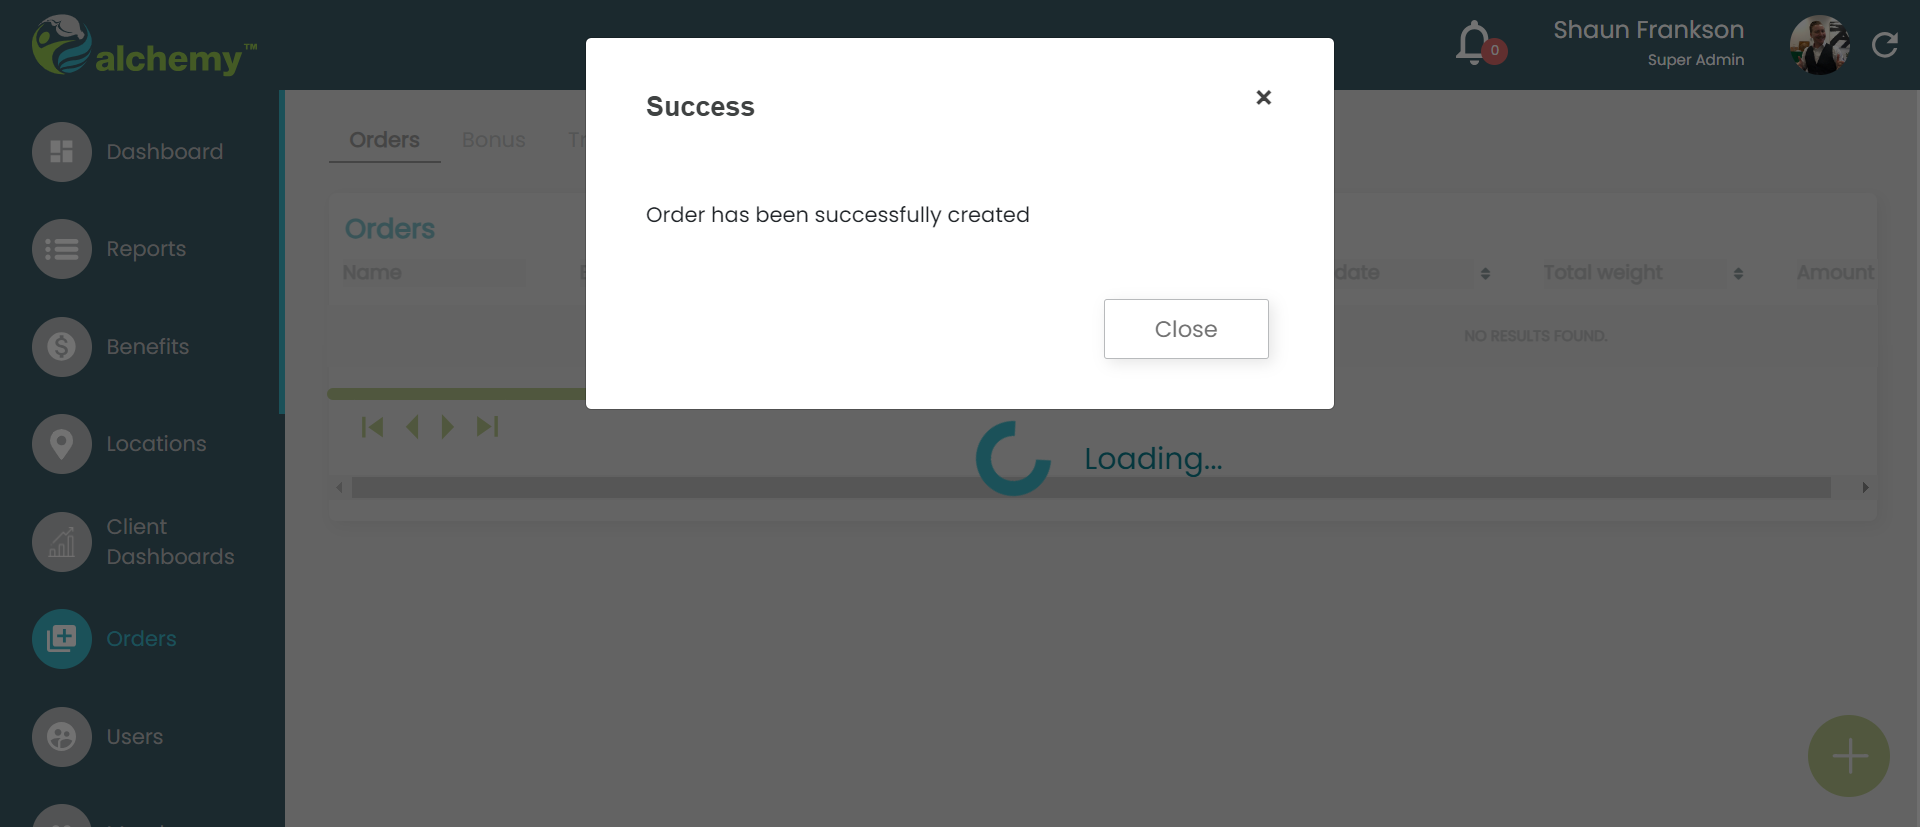 alchemy™
0
Shaun Frankson
Super Admin
Dashboard
Reports
Benefits
Locations
Client
Dashboards
Orders
Users
Orders Bonus
Orders
Name date Total weight Amount
NO RESULTS FOUND.
Loading...
Success
×
Order has been successfully created
Close